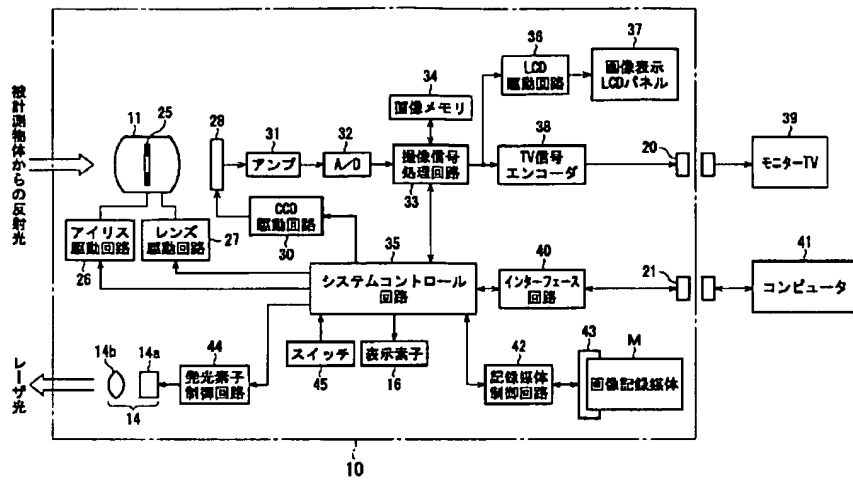 被計測物体からの反射光
11
25
28
31
アンプ
32
A/D
34
画像メモリ
撮像信号
処理回路
33
36
LCD
駆動回路
37
画像表示
LCDパネル
38
TV信号
エンコーダ
20
39
モニターTV
アイリス
駆動回路
26
レンズ
駆動回路
27
CCD
駆動回路
30
35
システムコントロール
回路
40
インターフェース
回路
21
41
コンピュータ
レーザ光
14b
14a
14
44
発光素子
制御回路
スイッチ
45
表示素子
16
42
記録媒体
制御回路
43
M
画像記録媒体
10